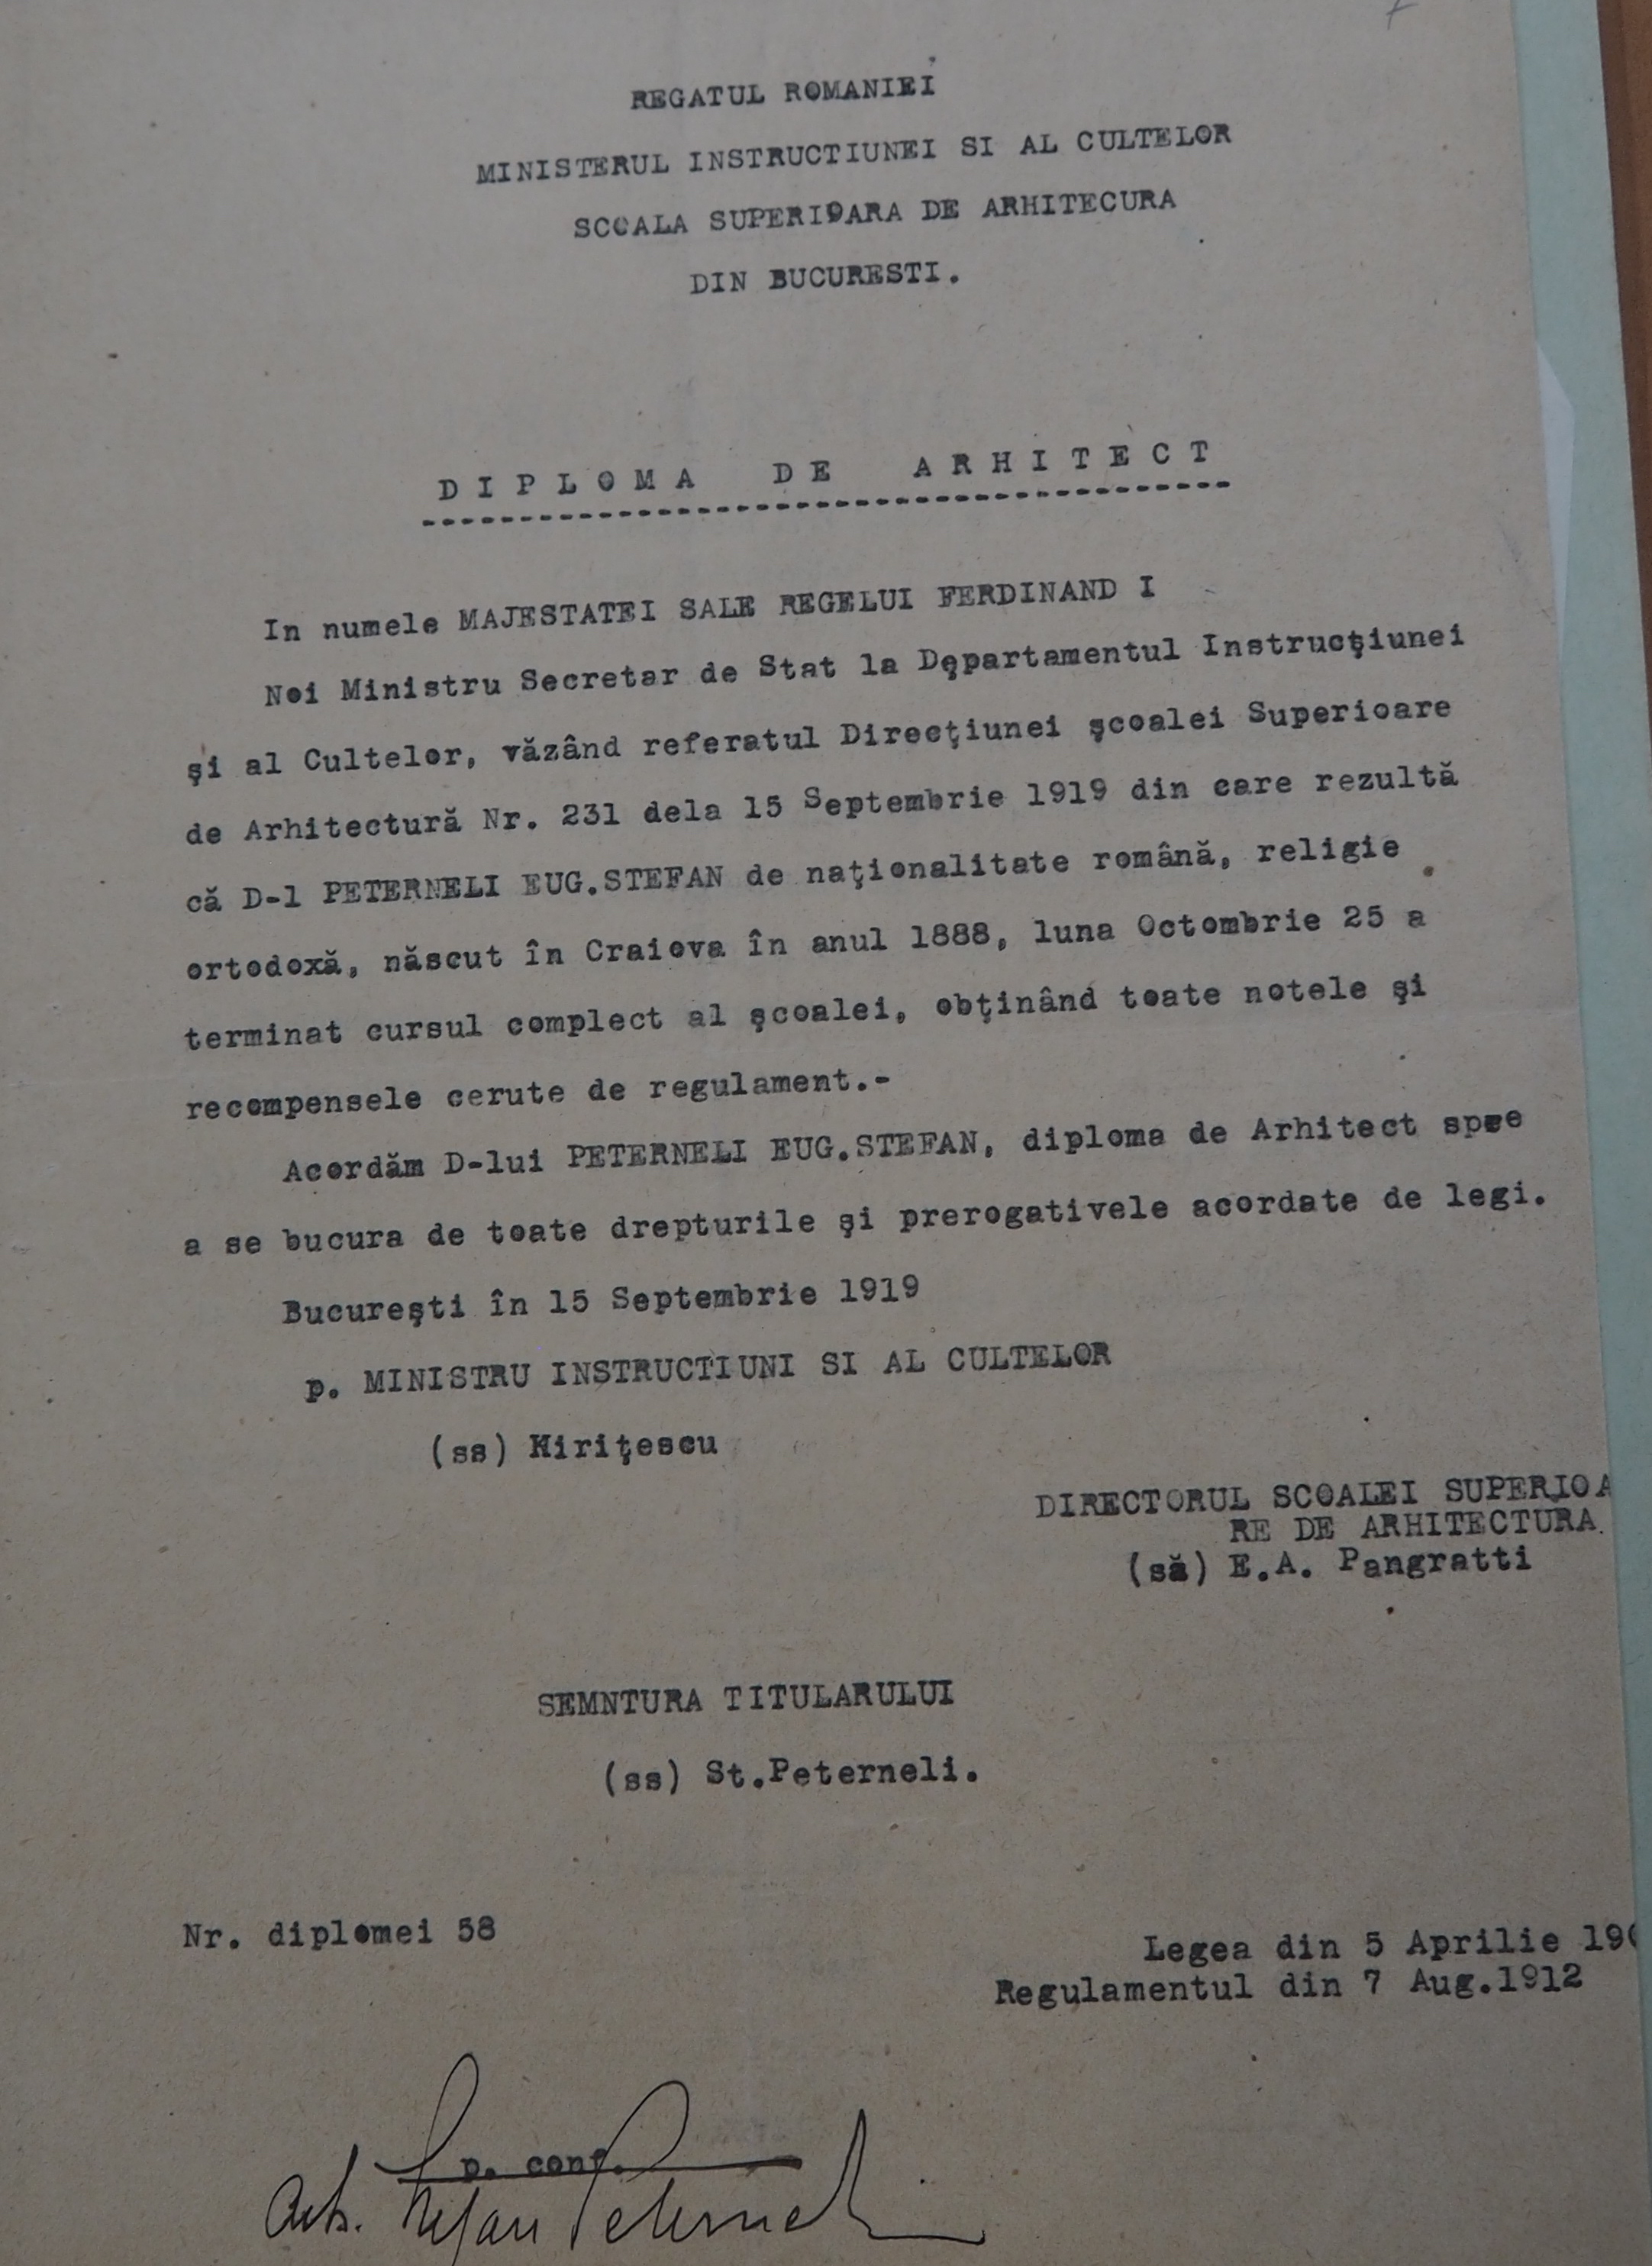 REGATUL ROMANIEI
MINISTERUL INSTRUCTIUNEI SI AL CULTELOR
SCOALA SUPERIOARA DE ARHITECURA
DIN BUCURESTI.
DIPLOMA DE ARHITECT
In numele MAJESTATEI SALE REGELUI FERDINAND I
Noi Ministru Secretar de Stat la Departamentul Instrucţiunei
şi al Cultelor, văzând referatul Direcţiunei şcoalei Superioare
de Arhitectură Nr. 231 dela 15 Septembrie 1919 din care rezultă
că D-l PETERNELI EUG.STEFAN de naţionalitate română, religie
ortodoxă, născut în Craiova în anul 1888, luna Octombrie 25 a
terminat cursul complect al şcoalei, obţinând toate notele şi
recompensele cerute de regulament.-
Acordăm D-lui PETERNELI EUG.STEFAN, diploma de Arhitect spre
a se bucura de toate drepturile şi prerogativele acordate de legi.
Bucureşti în 15 Septembrie 1919
p. MINISTRU INSTRUCTIUNI SI AL CULTELOR
(ss) Kiriţescu
DIRECTORUL SCOALEI SUPERIOA
RE DE ARHITECTURA.
(să) E.A. Pangratti
SEMNTURA TITULARULUI
(ss) St.Peterneli.
Nr. diplomei 58
Legea din 5 Aprilie
Regulamentul din 7 Aug.1912
p. conf.
Arh. Stefan Peterneli